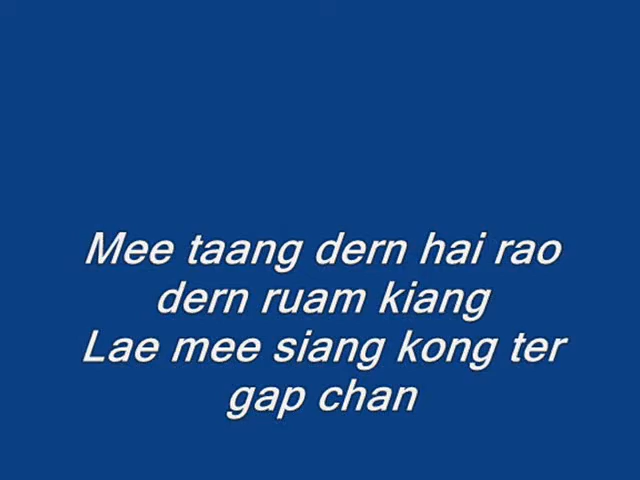 Mee taang dern hai rao
dern ruam kiang
Lae mee siang kong ter
gap chan